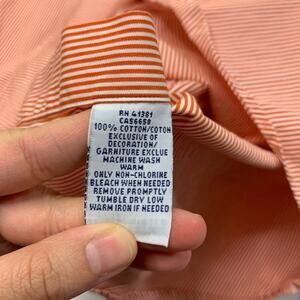 RN 41381
CA56658
100% COTTON/COTON
EXCLUSIVE OF
DECORATION/
GARNITURE EXCLUE
MACHINE WASH
WARM
ONLY NON-CHLORINE
BLEACH WHEN NEEDED
REMOVE PROMPTLY
TUMBLE DRY LOW
WARM IRON IF NEEDED